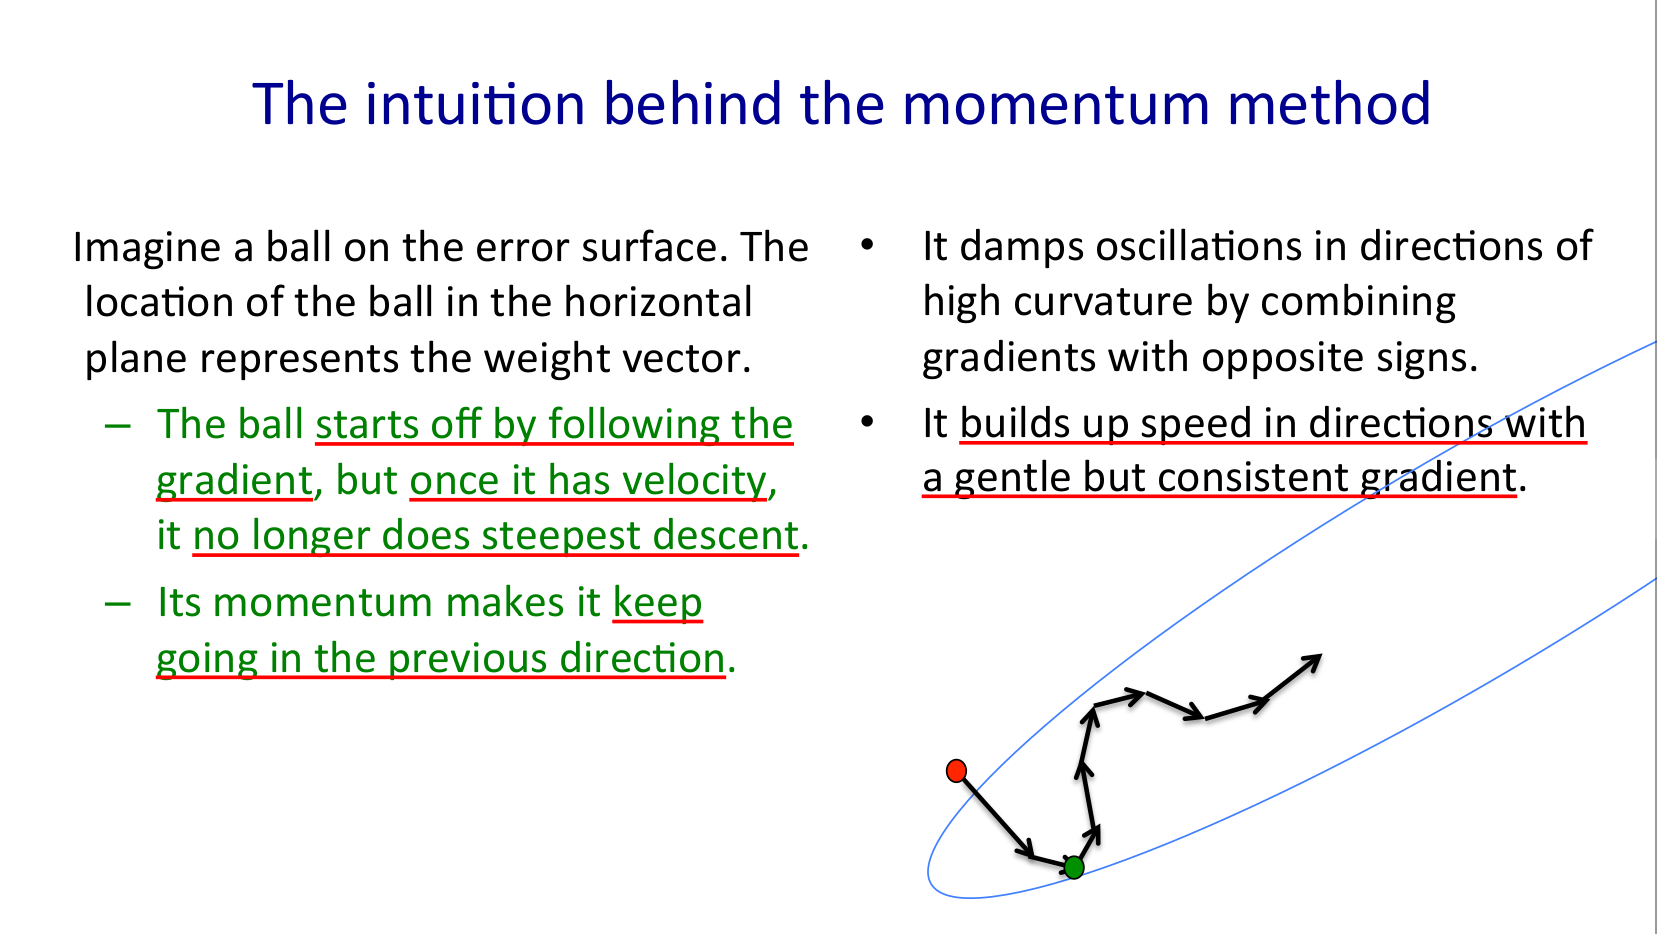 The intuition behind the momentum method
Imagine a ball on the error surface. The
location of the ball in the horizontal
plane represents the weight vector.
– The ball starts off by following the
gradient, but once it has velocity,
it no longer does steepest descent.
– Its momentum makes it keep
going in the previous direction.
• It damps oscillations in directions of
high curvature by combining
gradients with opposite signs.
• It builds up speed in directions with
a gentle but consistent gradient.